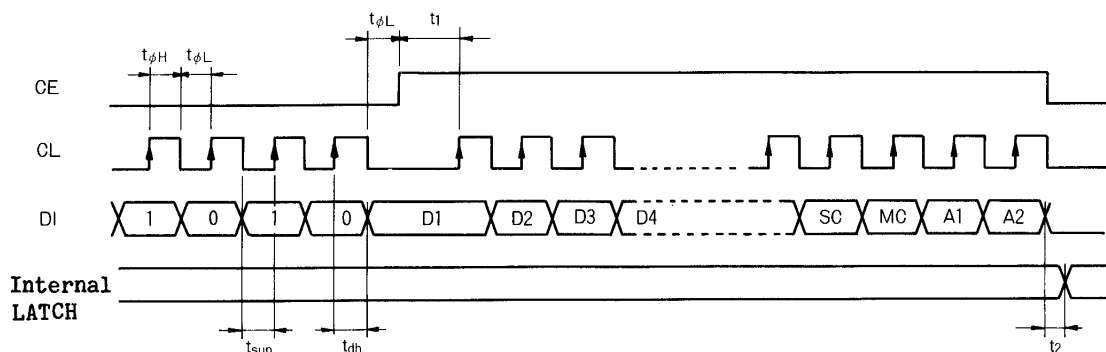 tφL t1
tφH tφL
CE
CL
DI 1 0 1 0 D1 D2 D3 D4 SC MC A1 A2
Internal
LATCH
tsup tdh t2